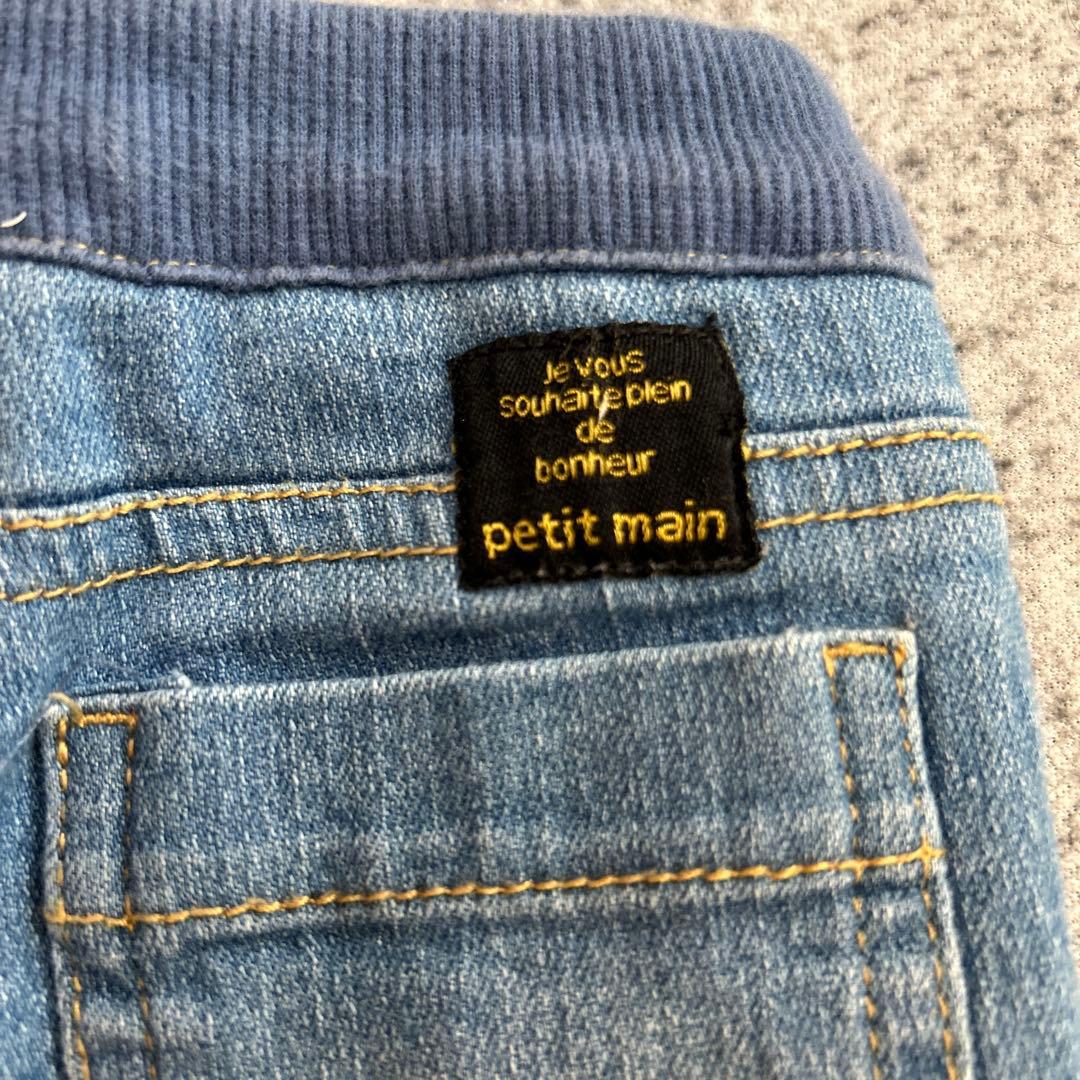 Je vous
souhaite plein
de
bonheur
petit main